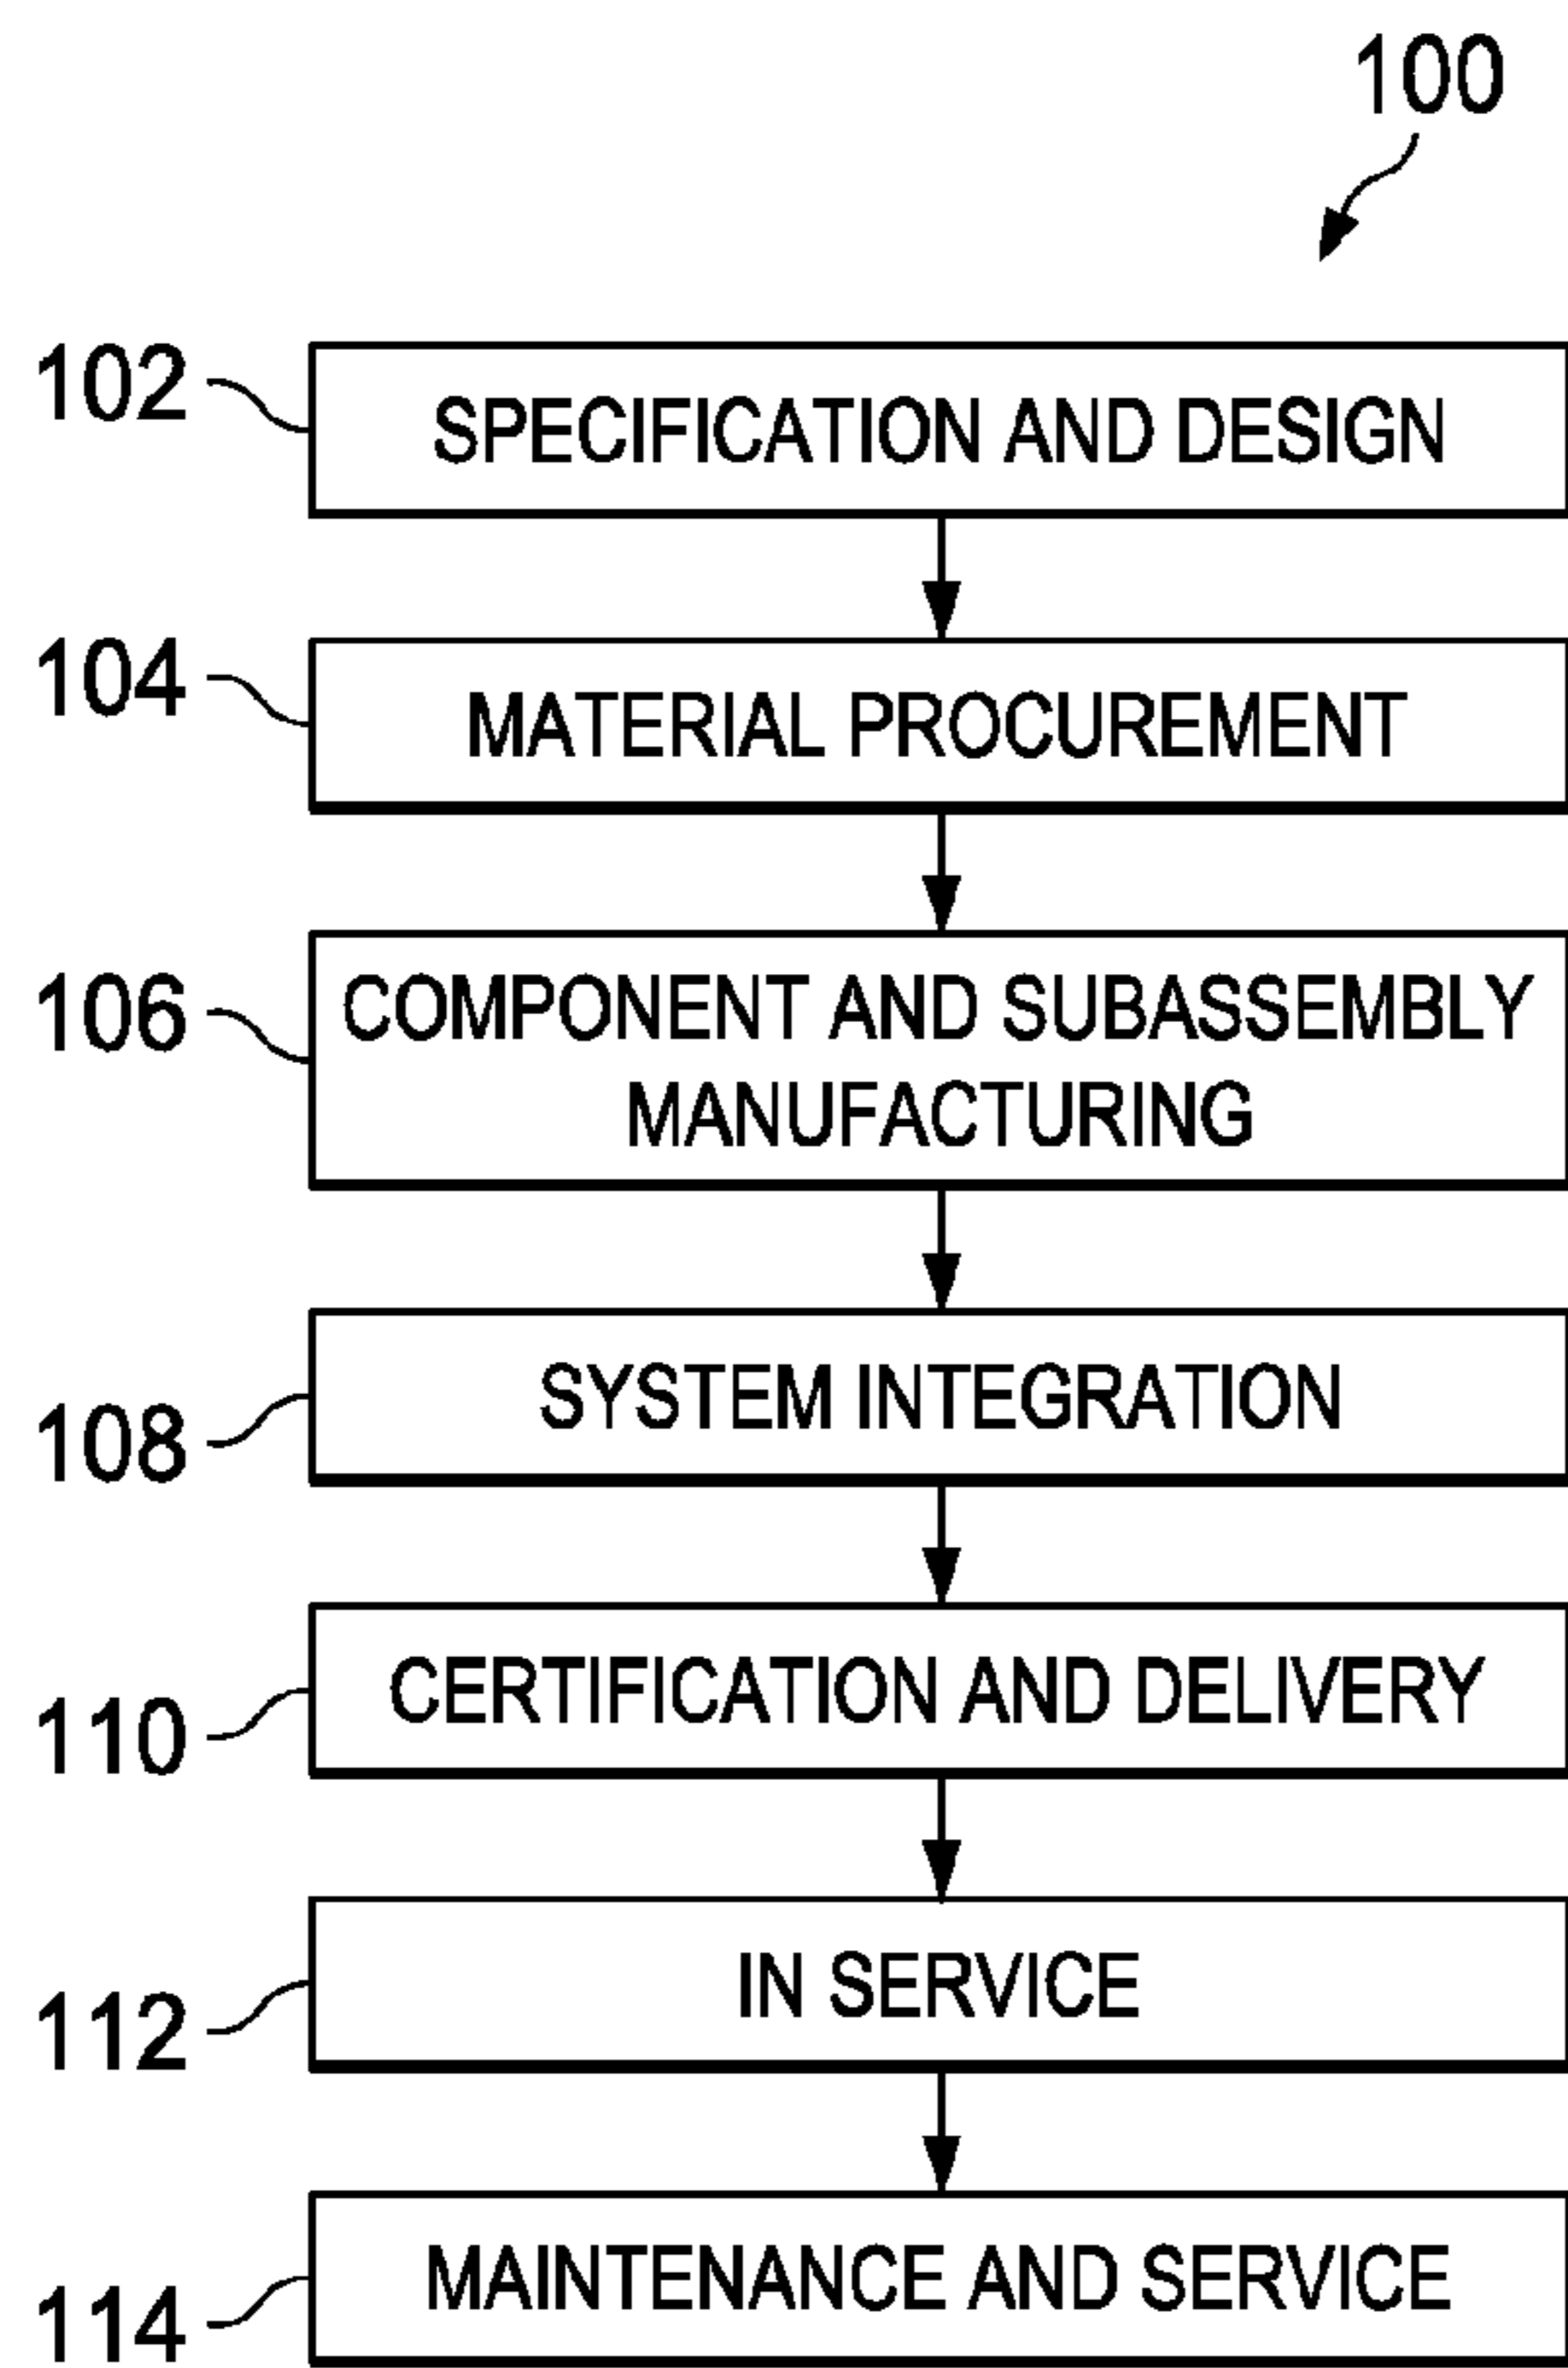 100
102
SPECIFICATION AND DESIGN
104
MATERIAL PROCUREMENT
106
COMPONENT AND SUBASSEMBLY
MANUFACTURING
108
SYSTEM INTEGRATION
110
CERTIFICATION AND DELIVERY
112
IN SERVICE
114
MAINTENANCE AND SERVICE